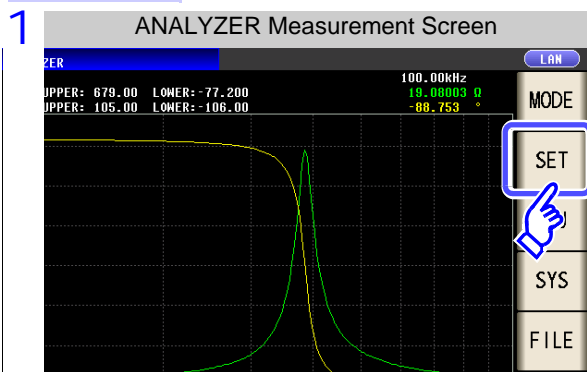 1
ANALYZER Measurement Screen
ZER
LAN
100.00kHz
UPPER: 679.00 LOWER:-77.200 19.08003 Ω
UPPER: 105.00 LOWER:-106.00 -88.753 °
MODE
SET
SYS
FILE